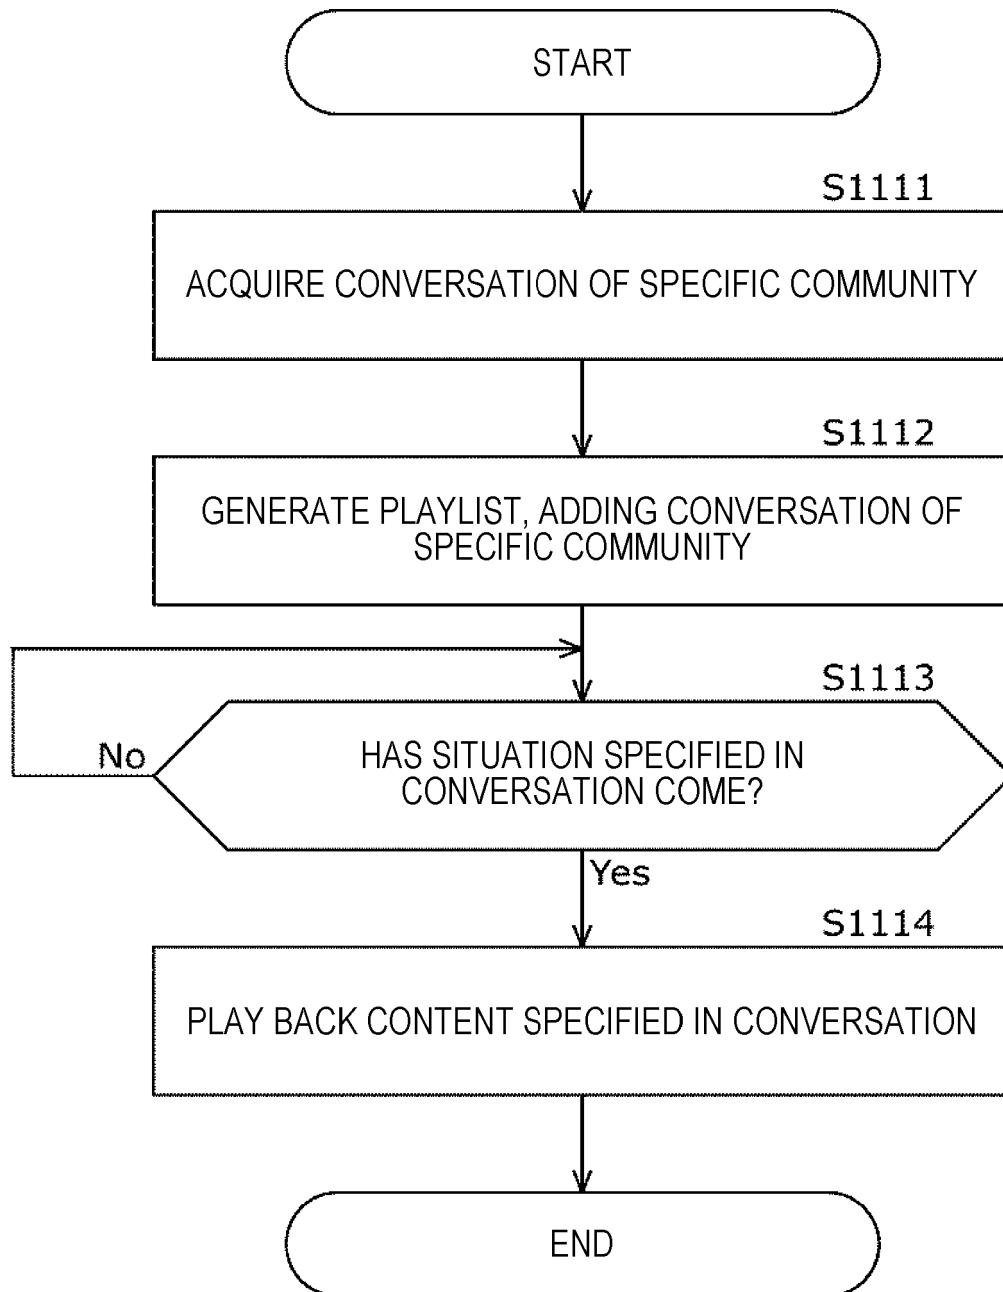 START
S1111
ACQUIRE CONVERSATION OF SPECIFIC COMMUNITY
S1112
GENERATE PLAYLIST, ADDING CONVERSATION OF
SPECIFIC COMMUNITY
S1113
No
HAS SITUATION SPECIFIED IN
CONVERSATION COME?
Yes
S1114
PLAY BACK CONTENT SPECIFIED IN CONVERSATION
END